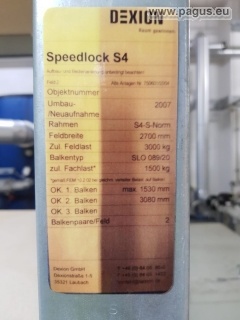 www.pagus.eu
DEXION
Speedlock S4
Objektnummer
Umbau-/ 2007
Neuaufnahme
Rahmen S4-S-Norm
Feldbreite 2700 mm
Zul. Feldlast 3000 kg
Balkentyp SLO 089/20
zul. Fachlast* 1500 kg
OK 1. Balken max. 1530 mm
OK 2. Balken 3080 mm
OK 3. Balken
Balkenpaare/Feld 2
Dexion GmbH
35321 Laubach